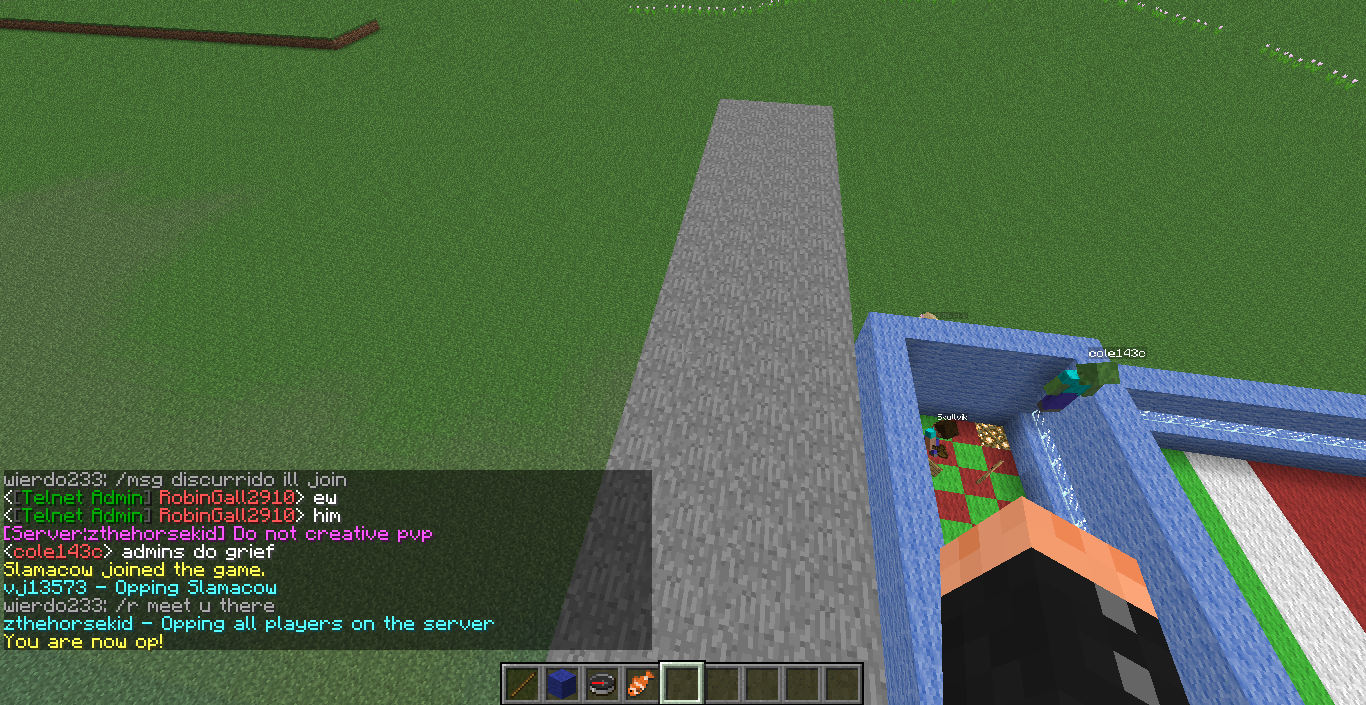 cole143c
Skullvik
wierdo233: /msg discurrido ill join
<[Telnet Admin] RobinGall2910> ew
<[Telnet Admin] RobinGall2910> him
[Server:zthehorsekid] Do not creative pvp
<cole143c> admins do grief
Slamacow joined the game.
vj13573 - Opping Slamacow
wierdo233: /r meet u there
zthehorsekid - Opping all players on the server
You are now op!